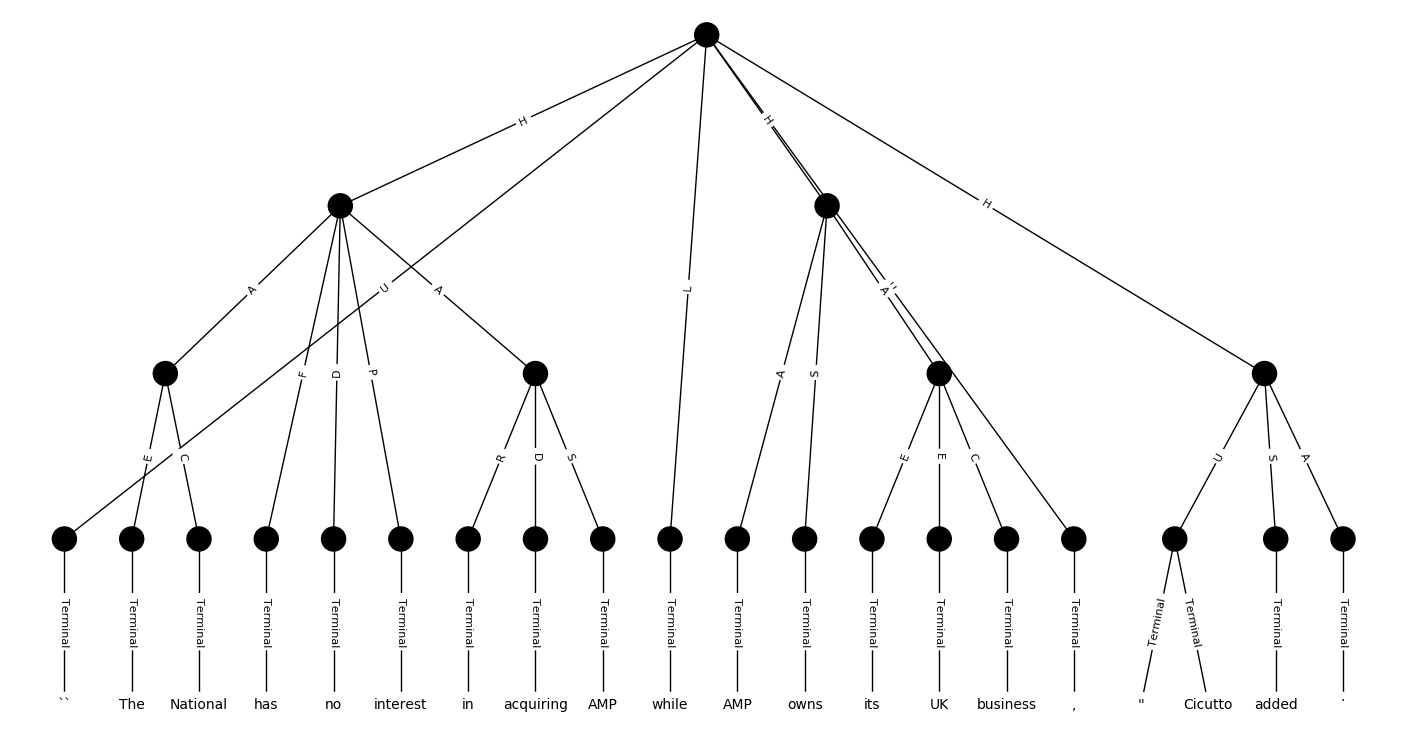 H H H
A U A L A ''
F D P A S
E C R D S E E C U S A
Terminal Terminal Terminal Terminal Terminal Terminal Terminal Terminal Terminal Terminal Terminal Terminal Terminal Terminal Terminal Terminal Terminal Terminal Terminal Terminal
`` The National has no interest in acquiring AMP while AMP owns its UK business , " Cicutto added .